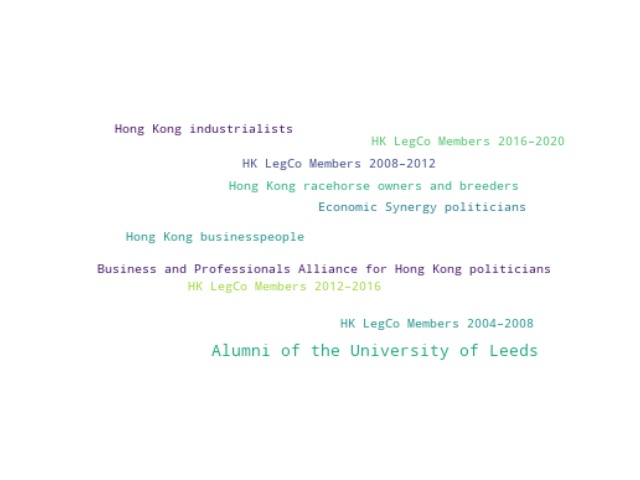 Hong Kong industrialists
HK LegCo Members 2016–2020
HK LegCo Members 2008–2012
Hong Kong racehorse owners and breeders
Economic Synergy politicians
Hong Kong businesspeople
Business and Professionals Alliance for Hong Kong politicians
HK LegCo Members 2012–2016
HK LegCo Members 2004–2008
Alumni of the University of Leeds